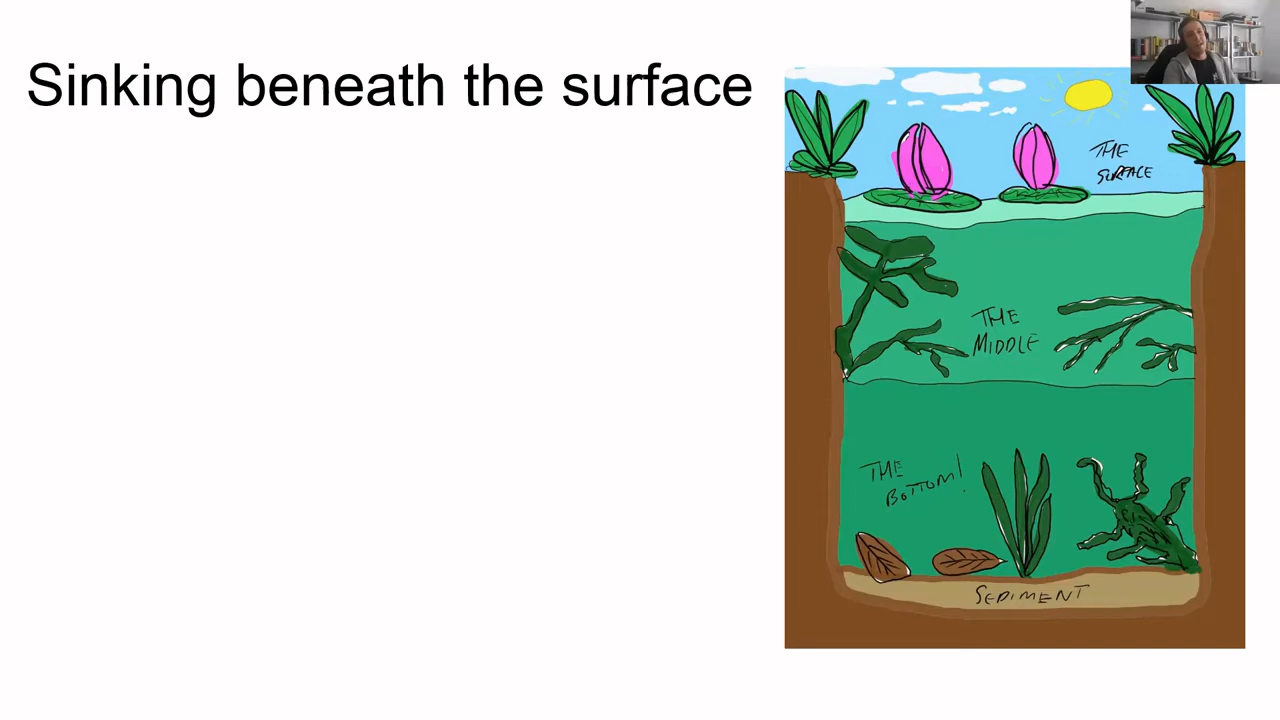 Sinking beneath the surface
THE
SURFACE
THE
MIDDLE
THE
BOTTOM!
SEDIMENT